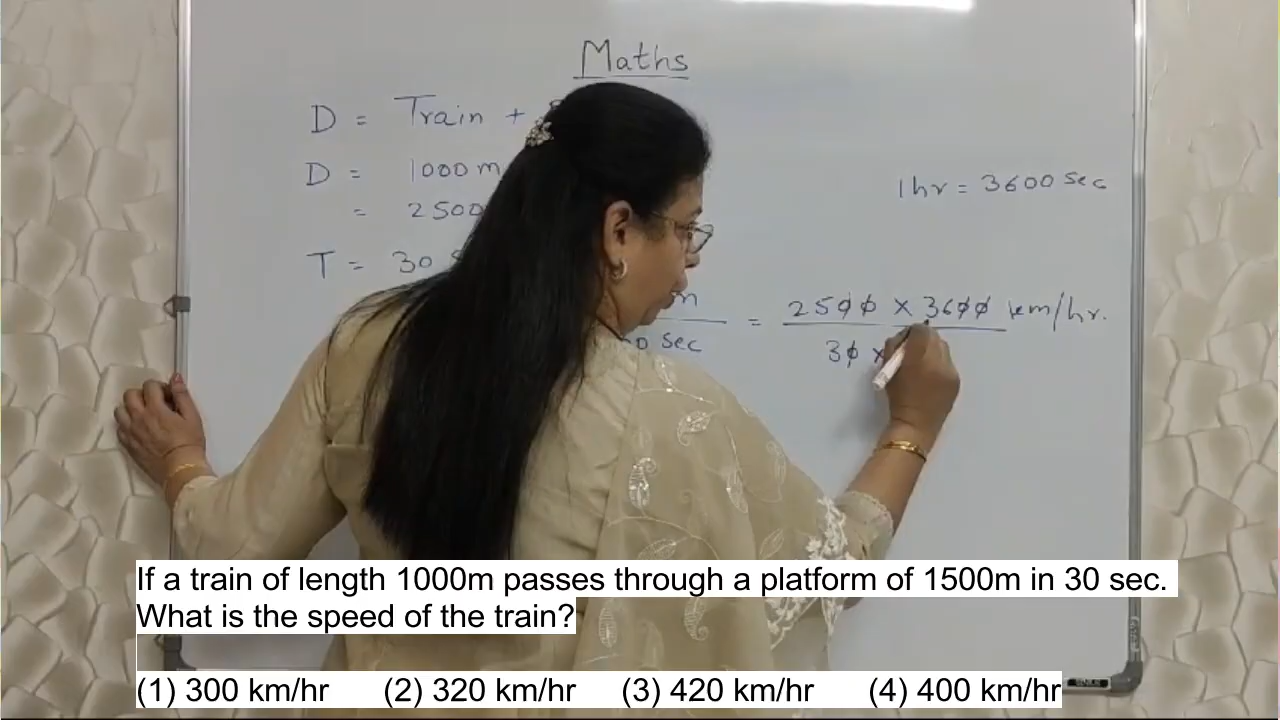 Maths
D = Train +
D = 1000 m
= 2500
T = 30
1 hr = 3600 sec
sec = 2500 × 3600 km/hr.
30 ×
If a train of length 1000m passes through a platform of 1500m in 30 sec.
What is the speed of the train?
(1) 300 km/hr (2) 320 km/hr (3) 420 km/hr (4) 400 km/hr